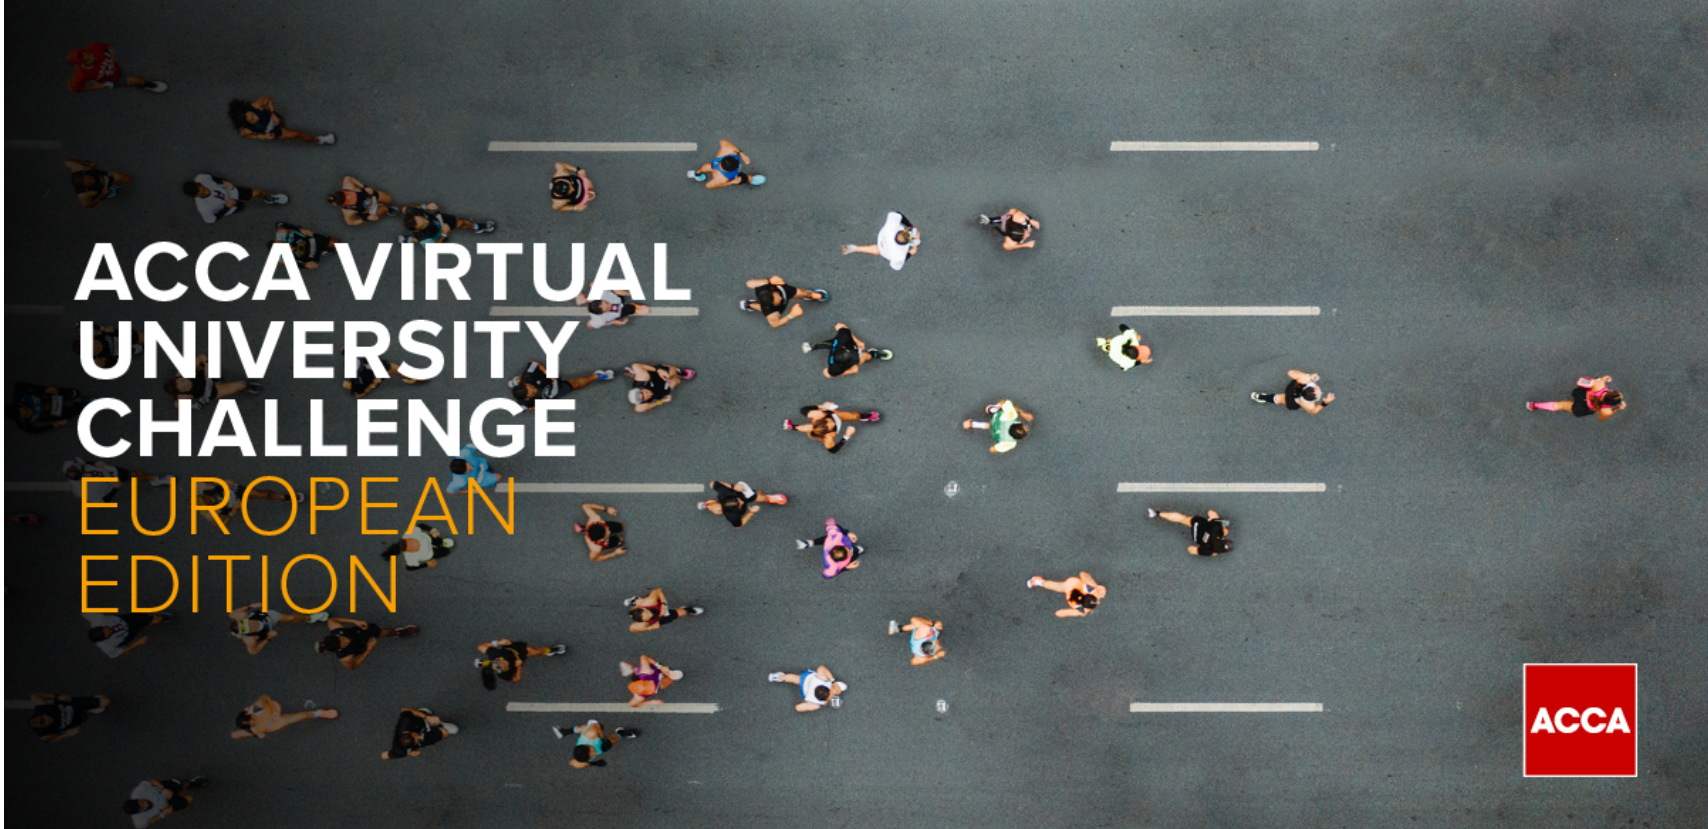 ACCA VIRTUAL
UNIVERSITY
CHALLENGE
EUROPEAN
EDITION
ACCA